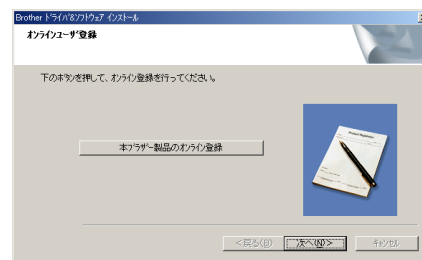 Brother ドライバ&ソフトウェア インストール
オンラインユーザ登録
下のボタンを押して、オンライン登録を行ってください。
本ブラザー製品のオンライン登録
Product Registration
<戻る(B)
次へ(N)>
キャンセル